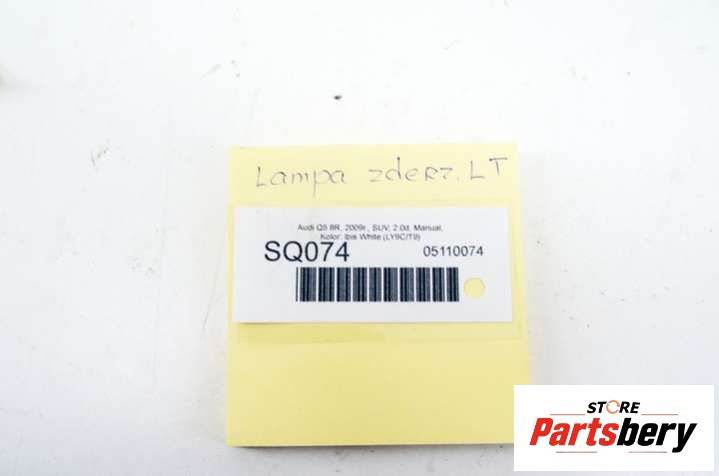 Lampa zderz. LT
Audi Q5 8R, 2009r., SUV, 2.0d, Manual,
Kolor: Ibis White (LY9C/T9)
SQ074 05110074
STORE
Partsbery